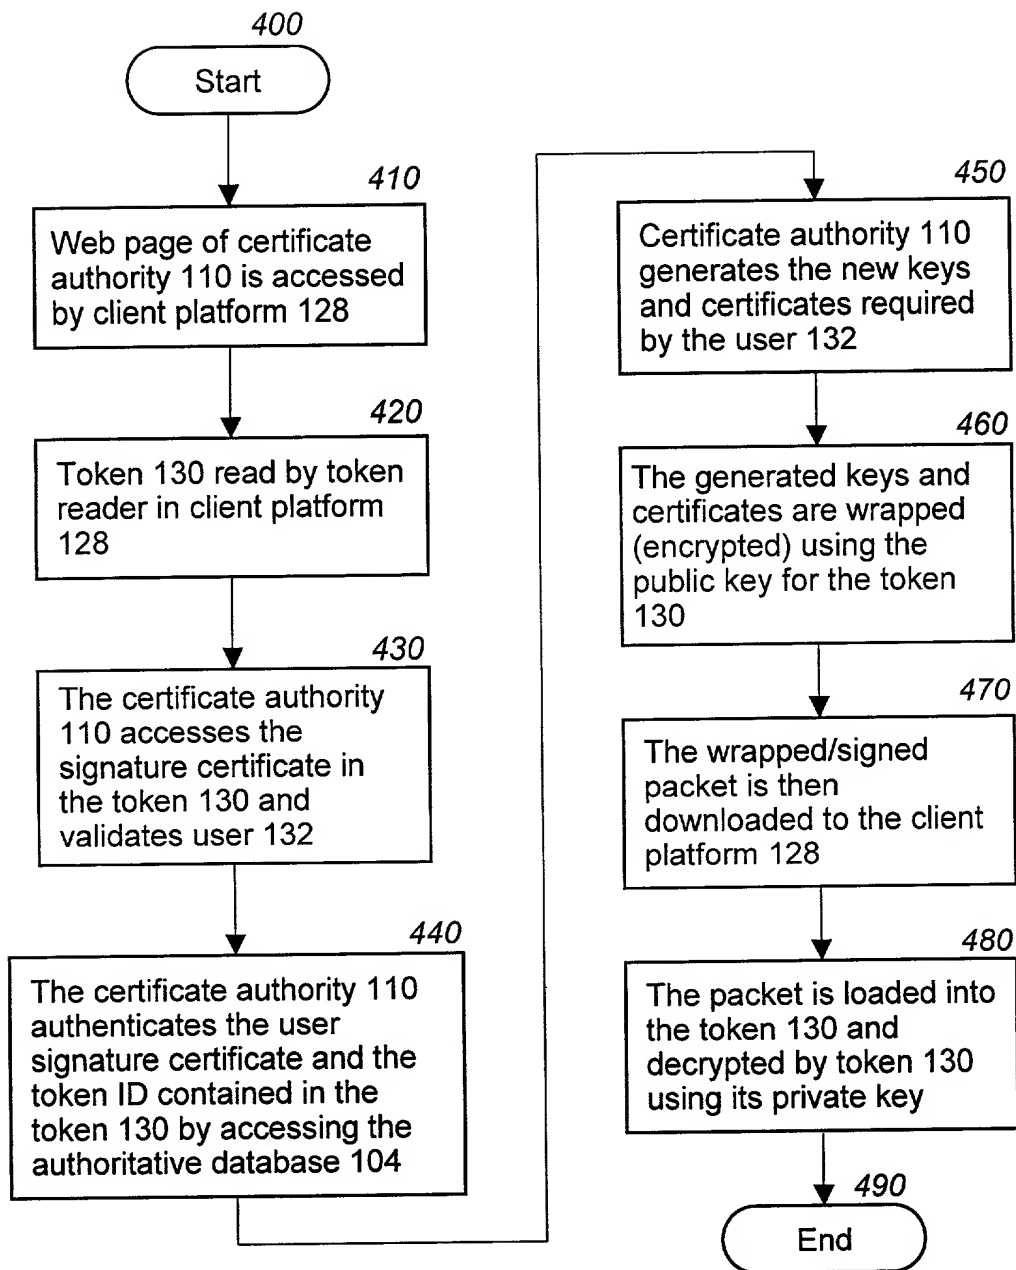 400
Start
410
Web page of certificate
authority 110 is accessed
by client platform 128
420
Token 130 read by token
reader in client platform
128
430
The certificate authority
110 accesses the
signature certificate in
the token 130 and
validates user 132
440
The certificate authority 110
authenticates the user
signature certificate and the
token ID contained in the
token 130 by accessing the
authoritative database 104
450
Certificate authority 110
generates the new keys
and certificates required
by the user 132
460
The generated keys and
certificates are wrapped
(encrypted) using the
public key for the token
130
470
The wrapped/signed
packet is then
downloaded to the client
platform 128
480
The packet is loaded into
the token 130 and
decrypted by token 130
using its private key
490
End